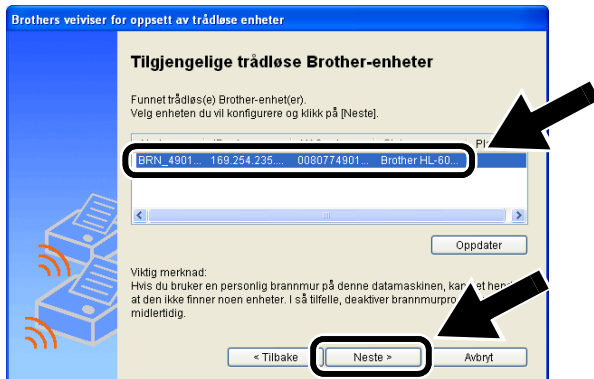 Brothers veiviser for oppsett av trådløse enheter
Tilgjengelige trådløse Brother-enheter
Funnet trådløs(e) Brother-enhet(er).
Velg enheten du vil konfigurere og klikk på [Neste].
BRN_4901... 169.254.235.... 0080774901... Brother HL-60...
Oppdater
Viktig merknad:
Hvis du bruker en personlig brannmur på denne datamaskinen, kan
at den ikke finner noen enheter. I så tilfelle, deaktiver
midlertidig.
< Tilbake Neste > Avbryt